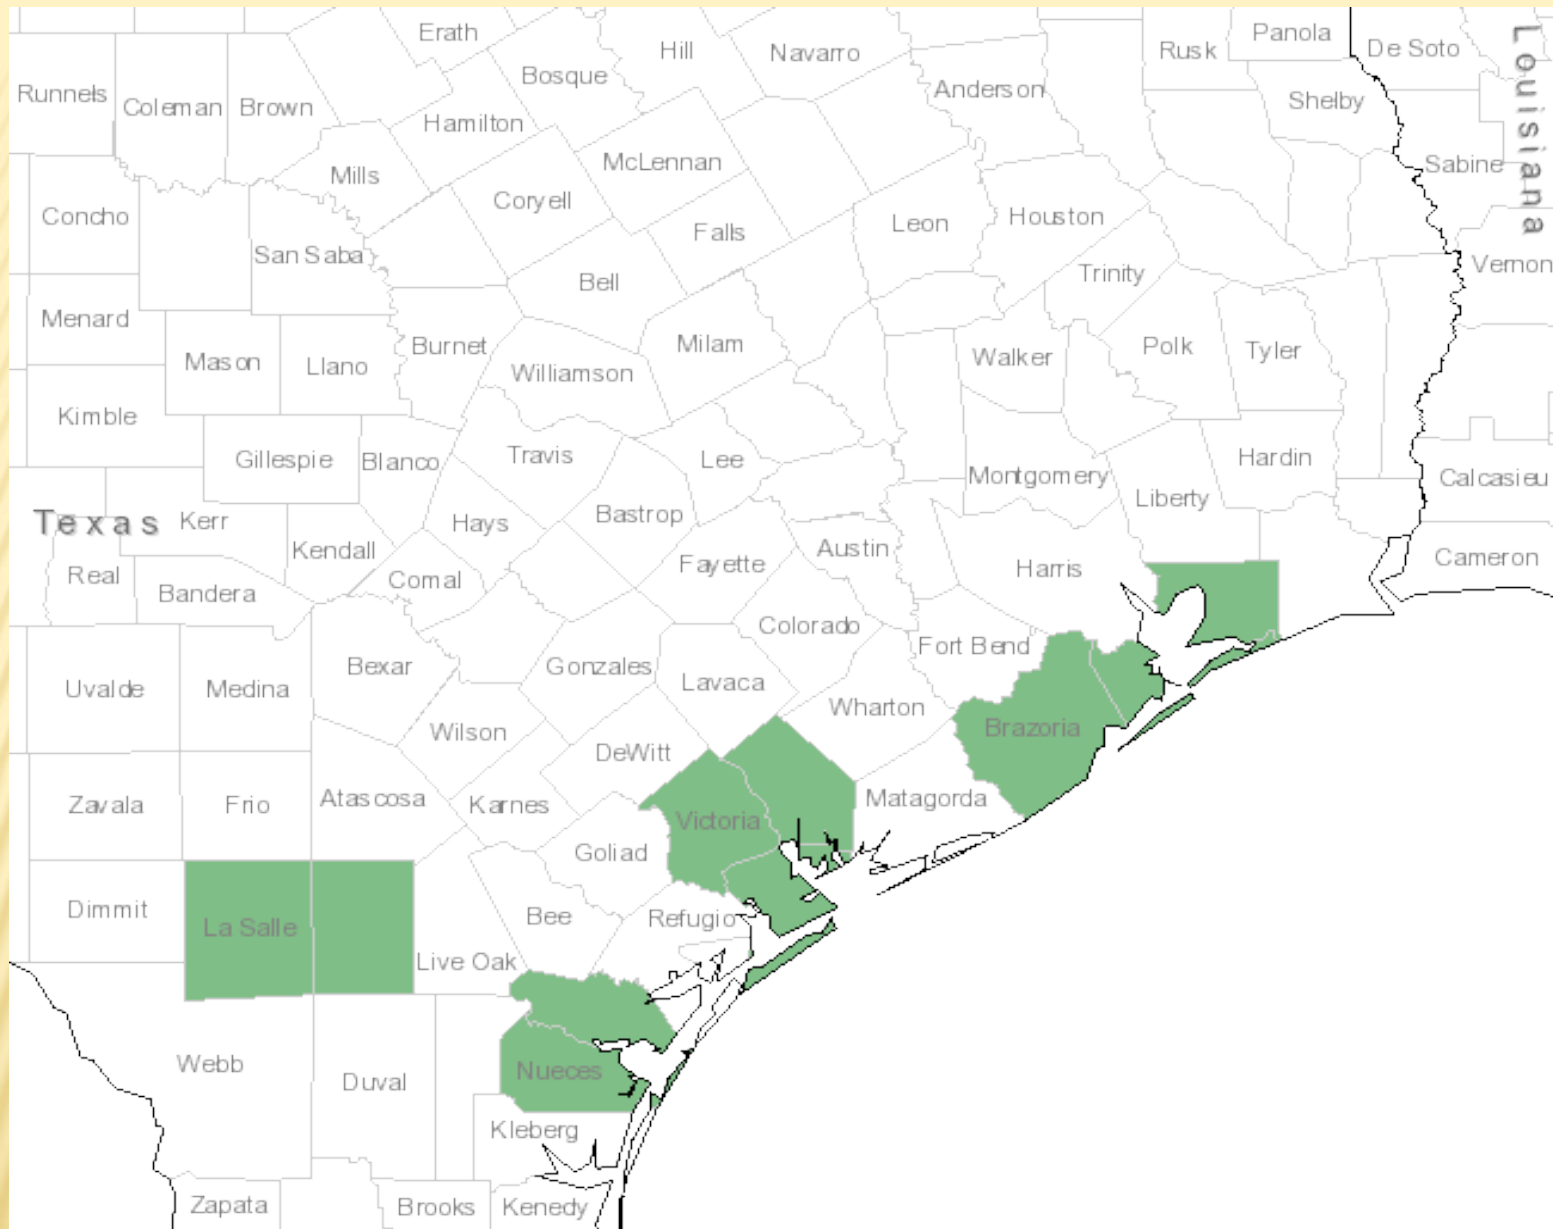 Erath
Hill
Navarro
Rusk
Panola
De Soto
Louisiana
Runnels
Coleman
Brown
Bosque
Anderson
Shelby
Hamilton
McLennan
Sabine
Mills
Coryell
Concho
San Saba
Falls
Leon
Houston
Vernon
Bell
Trinity
Menard
Mason
Llano
Burnet
Williamson
Milam
Walker
Polk
Tyler
Kimble
Gillespie
Blanco
Travis
Lee
Montgomery
Hardin
Calcasieu
Liberty
Texas
Kerr
Kendall
Hays
Bastrop
Austin
Harris
Cameron
Real
Bandera
Comal
Fayette
Colorado
Fort Bend
Uvalde
Medina
Bexar
Gonzales
Lavaca
Wharton
Brazoria
Wilson
DeWitt
Zavala
Frio
Atascosa
Karnes
Victoria
Matagorda
Goliad
Dimmit
La Salle
Bee
Refugio
Live Oak
Webb
Duval
Nueces
Kleberg
Zapata
Brooks
Kenedy